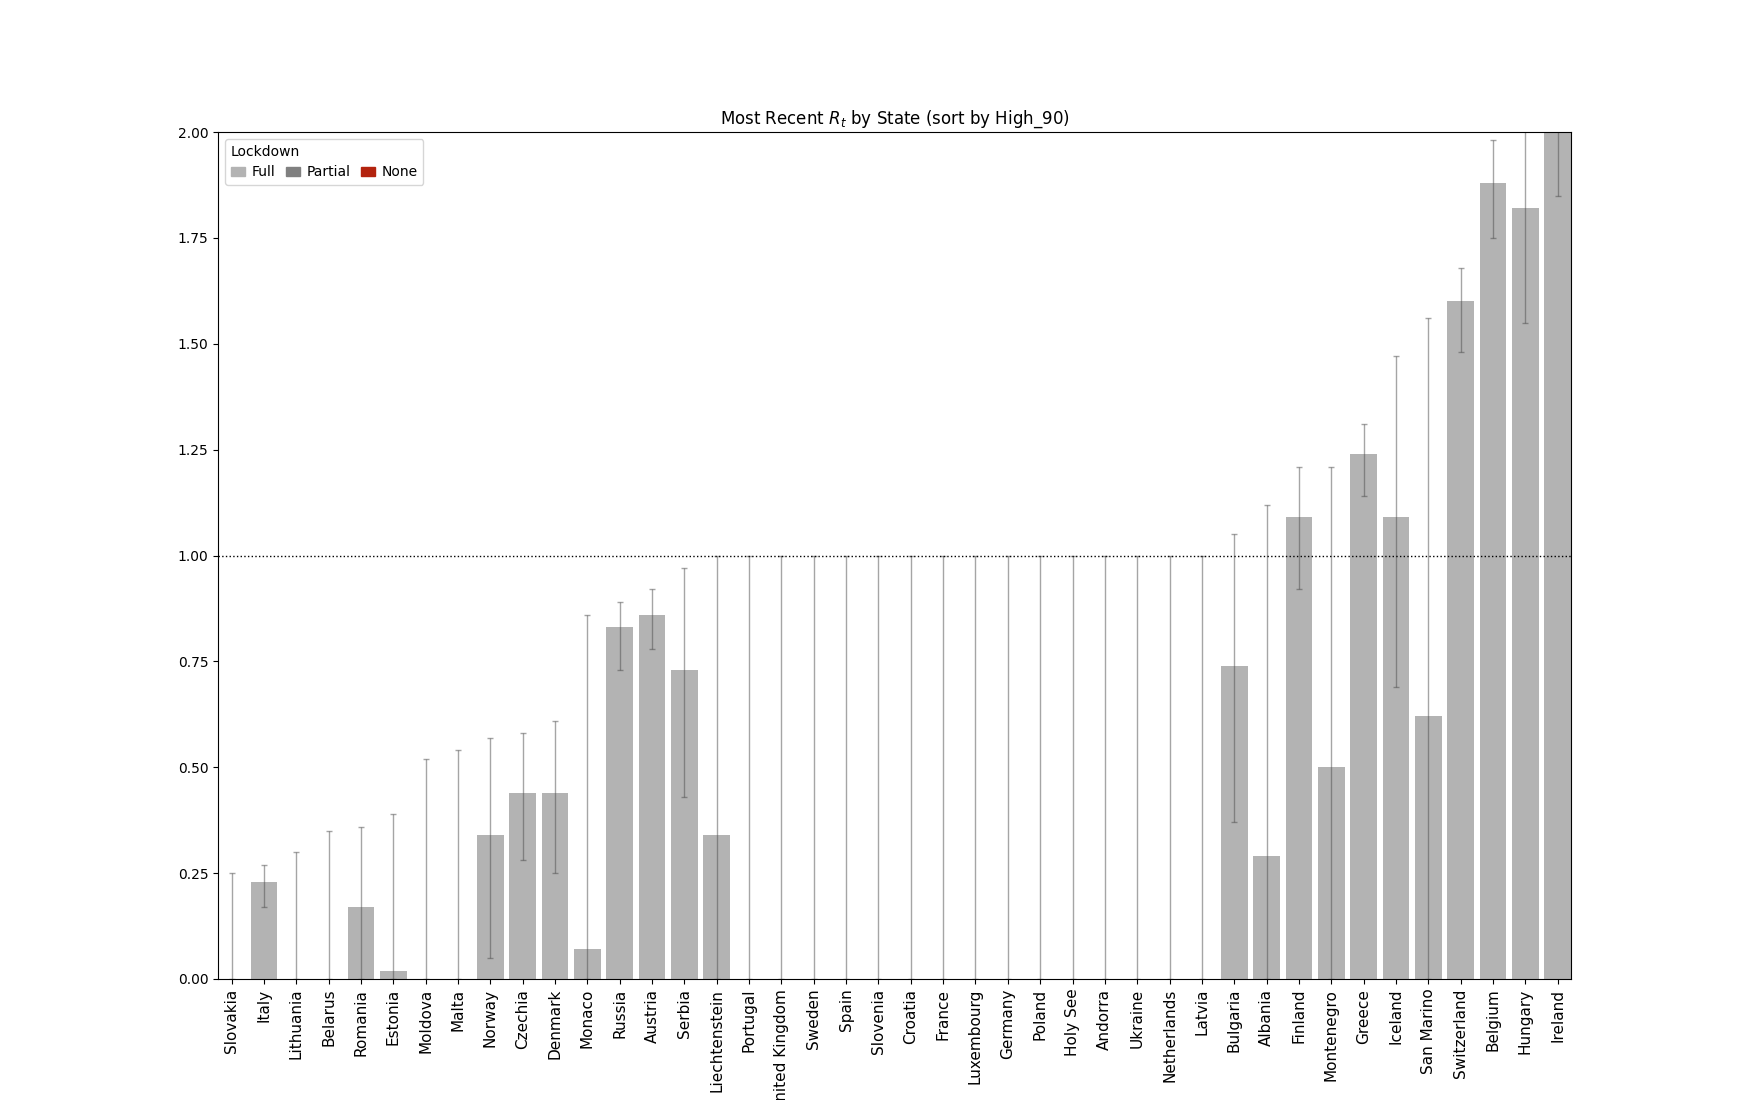 Most Recent R_t by State (sort by High_90)
Lockdown
Full Partial None
2.00
1.75
1.50
1.25
1.00
0.75
0.50
0.25
0.00
Slovakia
Italy
Lithuania
Belarus
Romania
Estonia
Moldova
Malta
Norway
Czechia
Denmark
Monaco
Russia
Austria
Serbia
Liechtenstein
Portugal
nited Kingdom
Sweden
Spain
Slovenia
Croatia
France
Luxembourg
Germany
Poland
Holy See
Andorra
Ukraine
Netherlands
Latvia
Bulgaria
Albania
Finland
Montenegro
Greece
Iceland
San Marino
Switzerland
Belgium
Hungary
Ireland